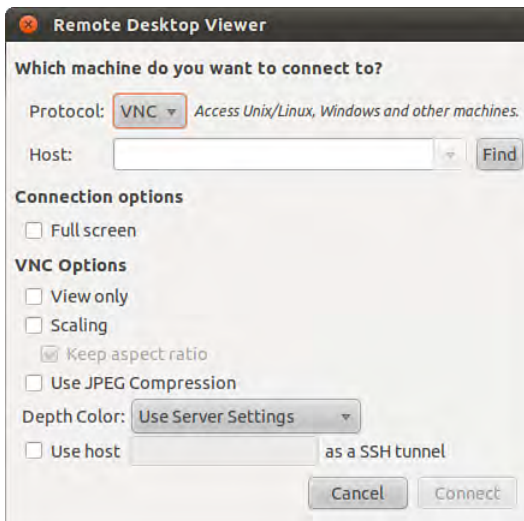 Remote Desktop Viewer
Which machine do you want to connect to?
Protocol: VNC Access Unix/Linux, Windows and other machines.
Host: Find
Connection options
Full screen
VNC Options
View only
Scaling
Keep aspect ratio
Use JPEG Compression
Depth Color: Use Server Settings
Use host as a SSH tunnel
Cancel Connect